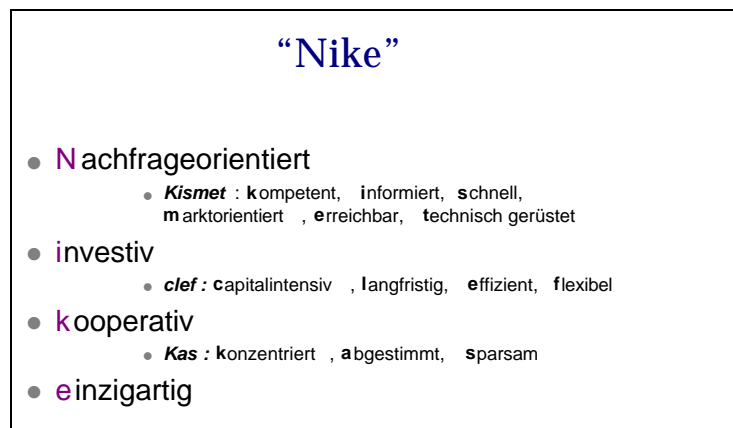 “Nike”
Nachfrageorientiert
Kismet : kompetent, informiert, schnell,
marktorientiert , erreichbar, technisch gerüstet
investiv
clef : capitalintensiv , langfristig, effizient, flexibel
kooperativ
Kas : konzentriert , abgestimmt, sparsam
einzigartig